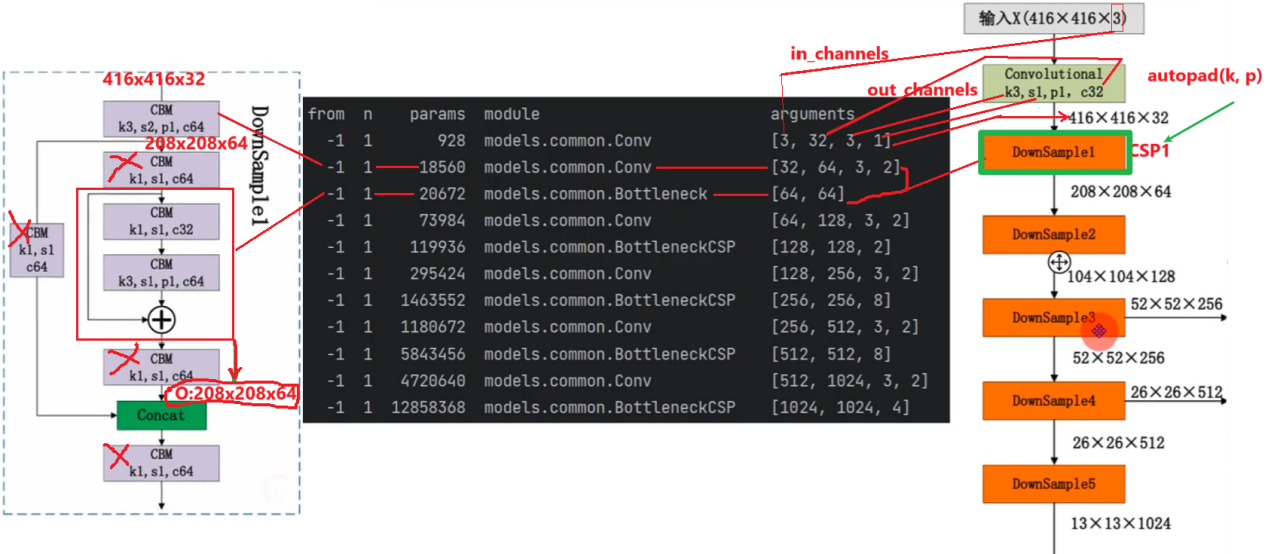 416x416x32
CBM
k3, s2, p1, c64
208x208x64
CBM
k1, s1, c64
CBM
k1, s1, c32
CBM
k3, s1, p1, c64
CBM
k1, s1
c64
CBM
k1, s1, c64
O:208x208x64
Concat
CBM
k1, s1, c64
DownSample1
from n params module arguments
-1 1 928 models.common.Conv [3, 32, 3, 1]
-1 1 18560 models.common.Conv [32, 64, 3, 2]
-1 1 20672 models.common.Bottleneck [64, 64]
-1 1 73984 models.common.Conv [64, 128, 3, 2]
-1 1 119936 models.common.BottleneckCSP [128, 128, 2]
-1 1 295424 models.common.Conv [128, 256, 3, 2]
-1 1 1463552 models.common.BottleneckCSP [256, 256, 8]
-1 1 1180672 models.common.Conv [256, 512, 3, 2]
-1 1 5843456 models.common.BottleneckCSP [512, 512, 8]
-1 1 4720640 models.common.Conv [512, 1024, 3, 2]
-1 1 12858368 models.common.BottleneckCSP [1024, 1024, 4]
in_channels
out channels
输入X(416×416×3)
Convolutional
k3, s1, p1, c32
autopad(k, p)
416×416×32
DownSample1
CSP1
208×208×64
DownSample2
104×104×128
DownSample3
52×52×256
52×52×256
DownSample4
26×26×512
26×26×512
DownSample5
13×13×1024